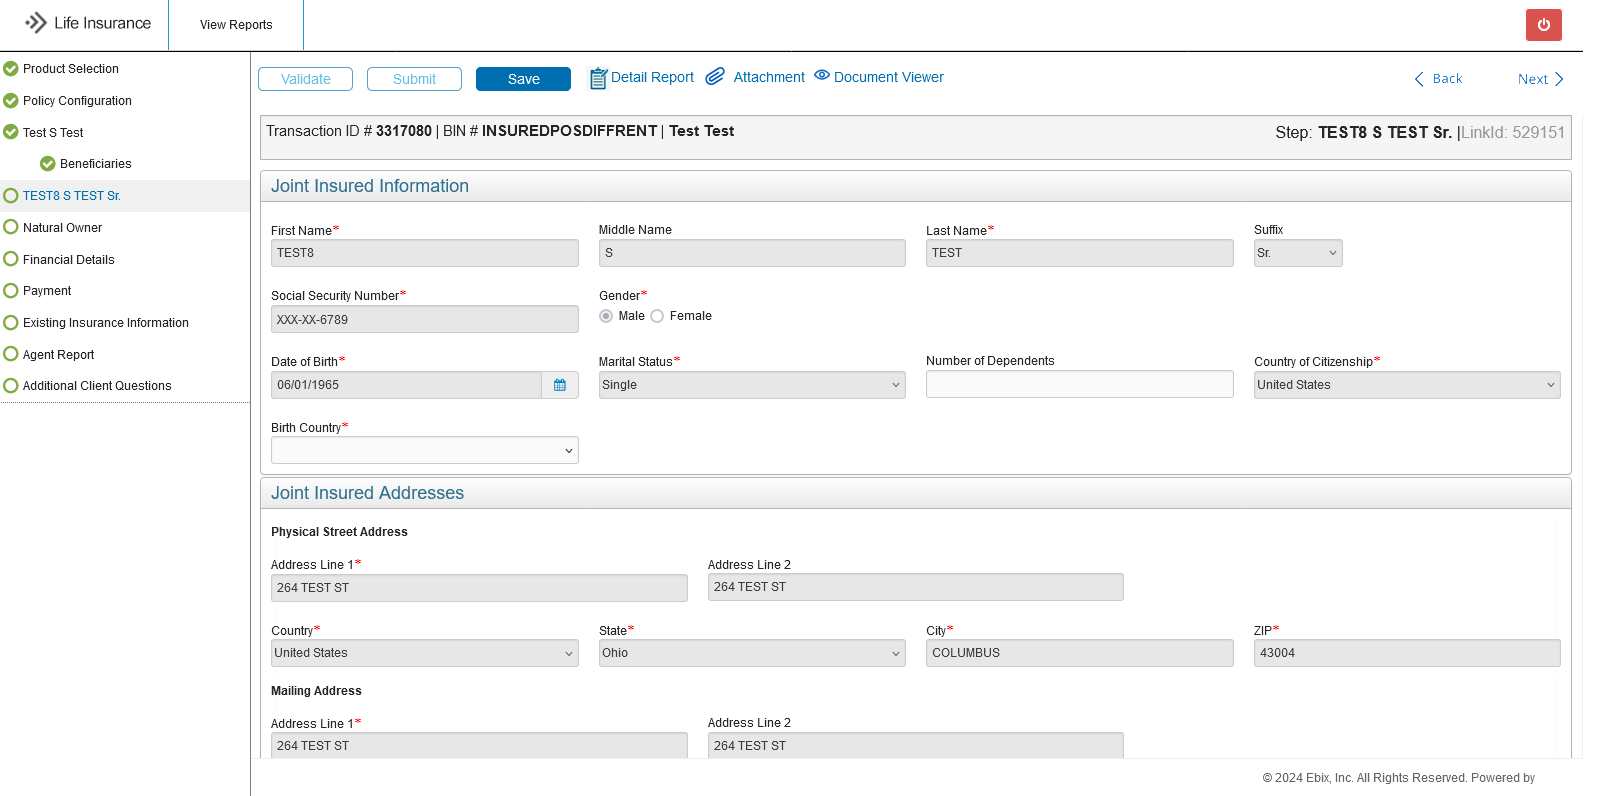 Life Insurance
View Reports
Product Selection
Policy Configuration
Test S Test
Beneficiaries
TEST8 S TEST Sr.
Natural Owner
Financial Details
Payment
Existing Insurance Information
Agent Report
Additional Client Questions
Validate Submit Save Detail Report Attachment Document Viewer Back Next
Transaction ID # 3317080 | BIN # INSUREDPOSDIFFRENT | Test Test Step: TEST8 S TEST Sr. |LinkId: 529151
Joint Insured Information
First Name* Middle Name Last Name* Suffix
TEST8 S TEST Sr.
Social Security Number* Gender*
XXX-XX-6789 Male Female
Date of Birth* Marital Status* Number of Dependents Country of Citizenship*
06/01/1965 Single United States
Birth Country*
Joint Insured Addresses
Physical Street Address
Address Line 1* Address Line 2
264 TEST ST 264 TEST ST
Country* State* City* ZIP*
United States Ohio COLUMBUS 43004
Mailing Address
Address Line 1* Address Line 2
264 TEST ST 264 TEST ST
© 2024 Ebix, Inc. All Rights Reserved. Powered by